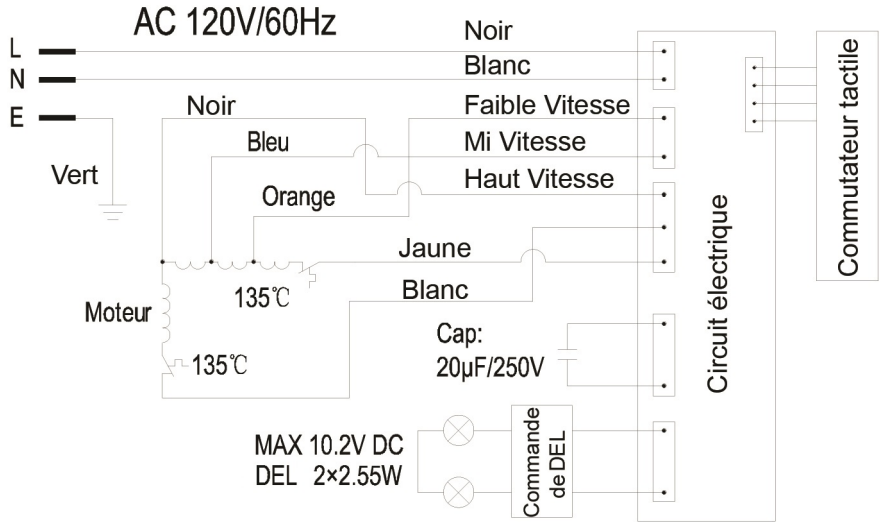 AC 120V/60Hz
L
N
E
Noir
Blanc
Noir
Faible Vitesse
Bleu
Mi Vitesse
Vert
Orange
Haut Vitesse
Jaune
135℃
Blanc
Moteur
135℃
Cap:
20µF/250V
MAX 10.2V DC
DEL 2×2.55W
Commande
de DEL
Circuit électrique
Commutateur tactile